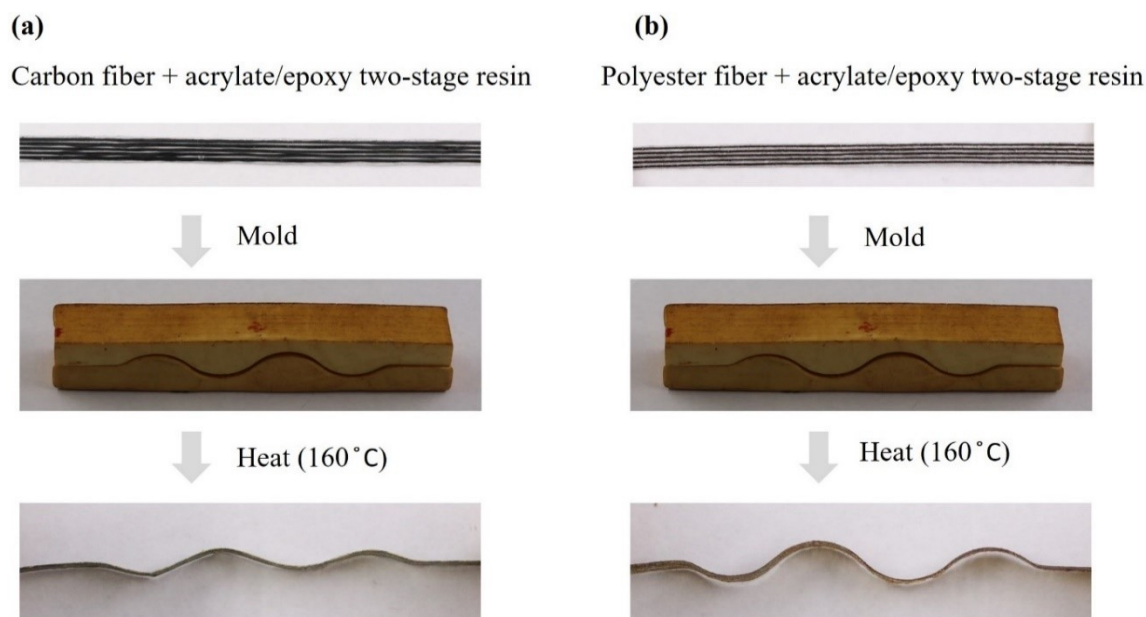 (a)
Carbon fiber + acrylate/epoxy two-stage resin
Mold
Heat (160˚C)
(b)
Polyester fiber + acrylate/epoxy two-stage resin
Mold
Heat (160˚C)